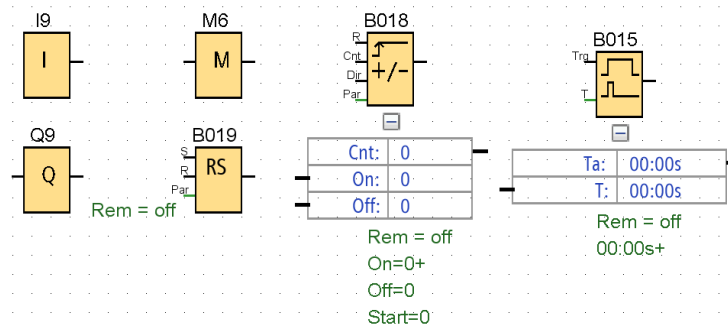 I9
I
M6
M
B018
R
Cnt
Dir
Par
+/-
B015
Trg
T
Q9
Q
B019
S
R
Par
RS
Rem = off
Cnt: 0
On: 0
Off: 0
Rem = off
On=0+
Off=0
Start=0
Ta: 00:00s
T: 00:00s
Rem = off
00:00s+